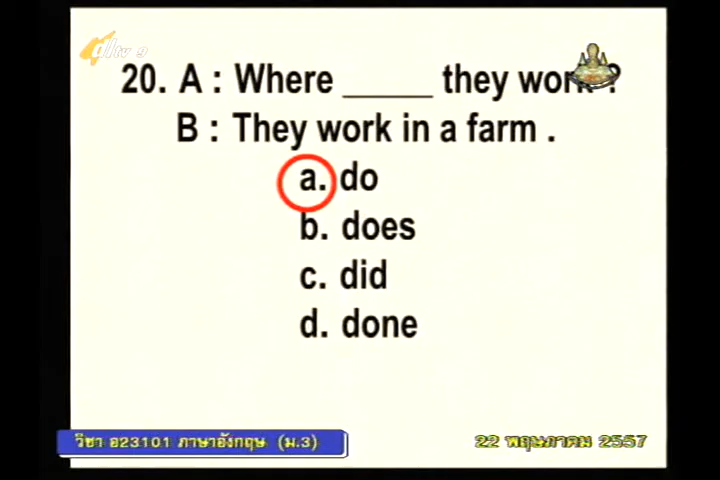 dltv 9
20. A : Where _____ they work ?
B : They work in a farm .
a. do
b. does
c. did
d. done
วิชา อ23101 ภาษาอังกฤษ (ม.3)
22 พฤษภาคม 2557